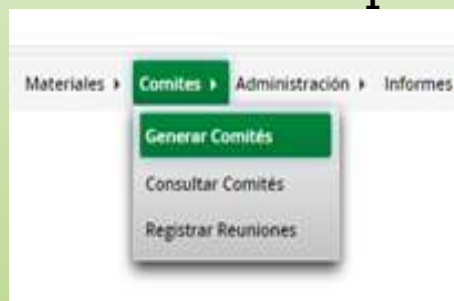 Materiales Comites Administración Informes
Generar Comités
Consultar Comités
Registrar Reuniones